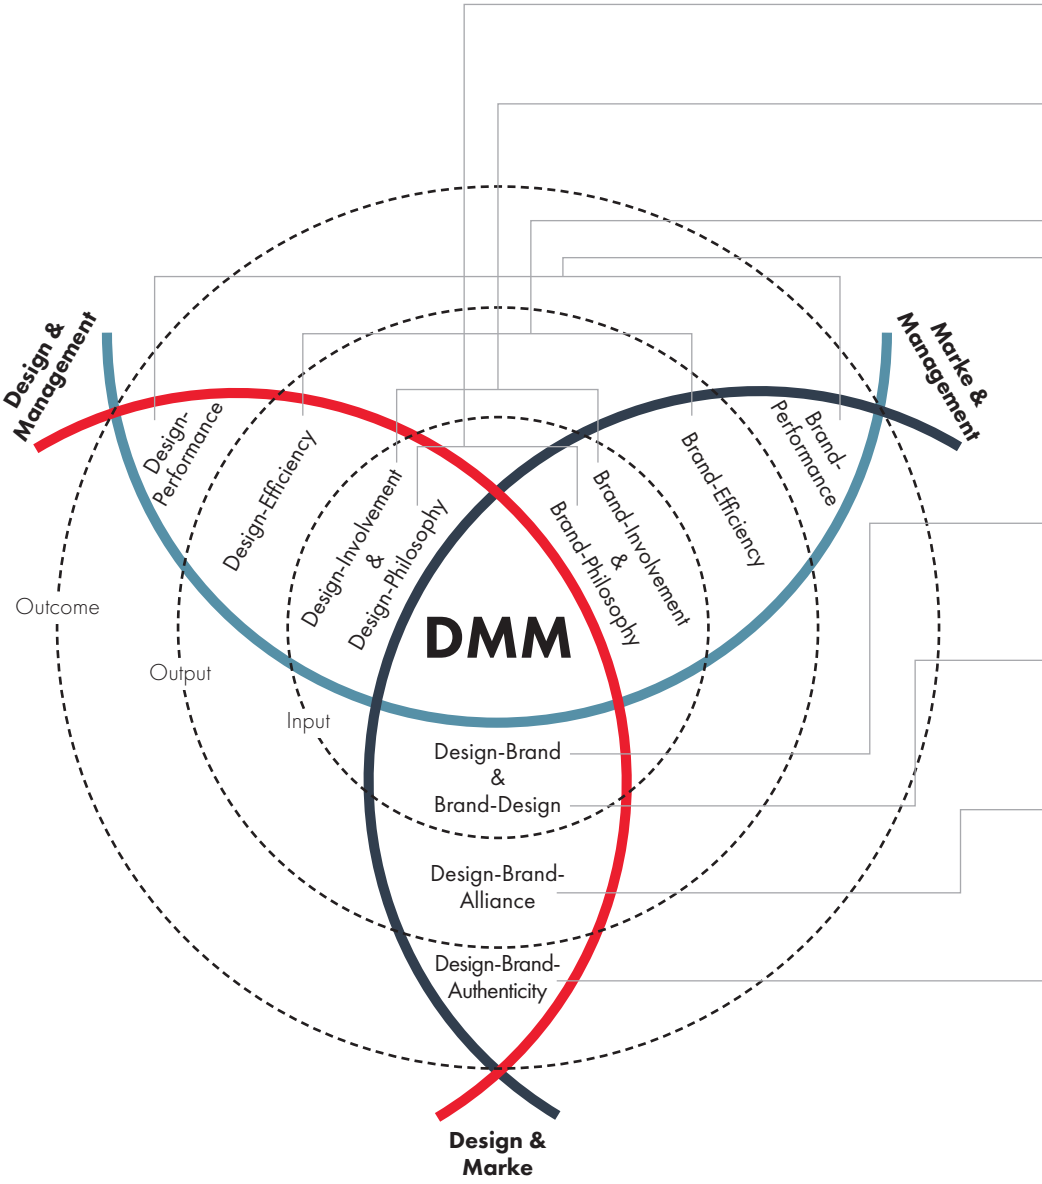 Design &
Management
Marke &
Management
Design-
Performance
Design-Efficiency
Design-Involvement
&
Design-Philosophy
Brand-
Performance
Brand-Efficiency
Brand-Involvement
&
Brand-Philosophy
Outcome
Output
Input
DMM
Design-Brand
&
Brand-Design
Design-Brand-
Alliance
Design-Brand-
Authenticity
Design &
Marke